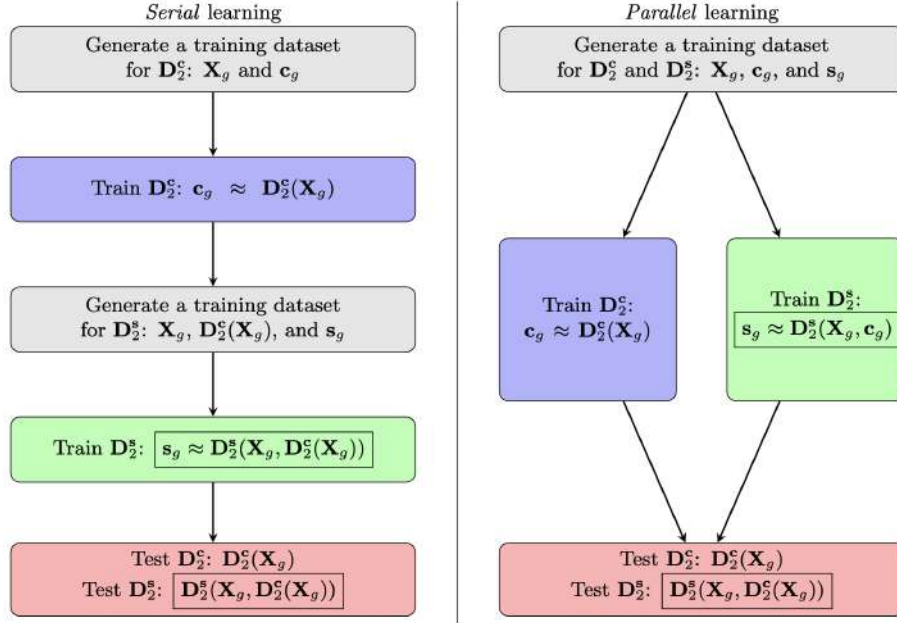 Serial learning
Generate a training dataset
for D₂ᶜ: X_g and c_g
Train D₂ᶜ: c_g ≈ D₂ᶜ(X_g)
Generate a training dataset
for D₂ˢ: X_g, D₂ᶜ(X_g), and s_g
Train D₂ˢ: s_g ≈ D₂ˢ(X_g, D₂ᶜ(X_g))
Test D₂ᶜ: D₂ᶜ(X_g)
Test D₂ˢ: D₂ˢ(X_g, D₂ᶜ(X_g))
Parallel learning
Generate a training dataset
for D₂ᶜ and D₂ˢ: X_g, c_g, and s_g
Train D₂ᶜ:
c_g ≈ D₂ᶜ(X_g)
Train D₂ˢ:
s_g ≈ D₂ˢ(X_g, c_g)
Test D₂ᶜ: D₂ᶜ(X_g)
Test D₂ˢ: D₂ˢ(X_g, D₂ᶜ(X_g))